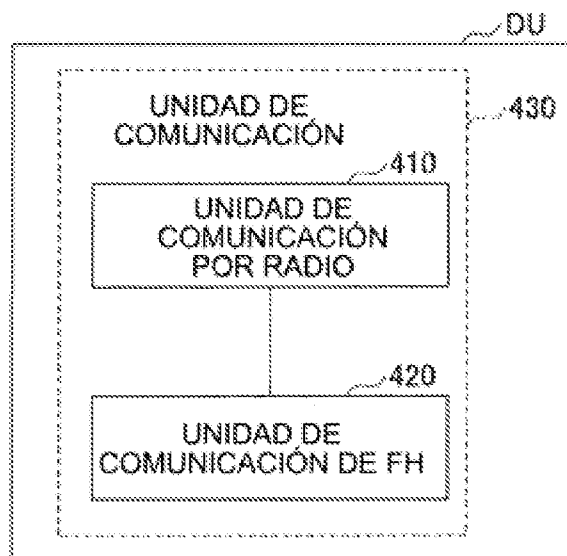 DU
UNIDAD DE
COMUNICACIÓN
430
410
UNIDAD DE
COMUNICACIÓN
POR RADIO
420
UNIDAD DE
COMUNICACIÓN DE FH